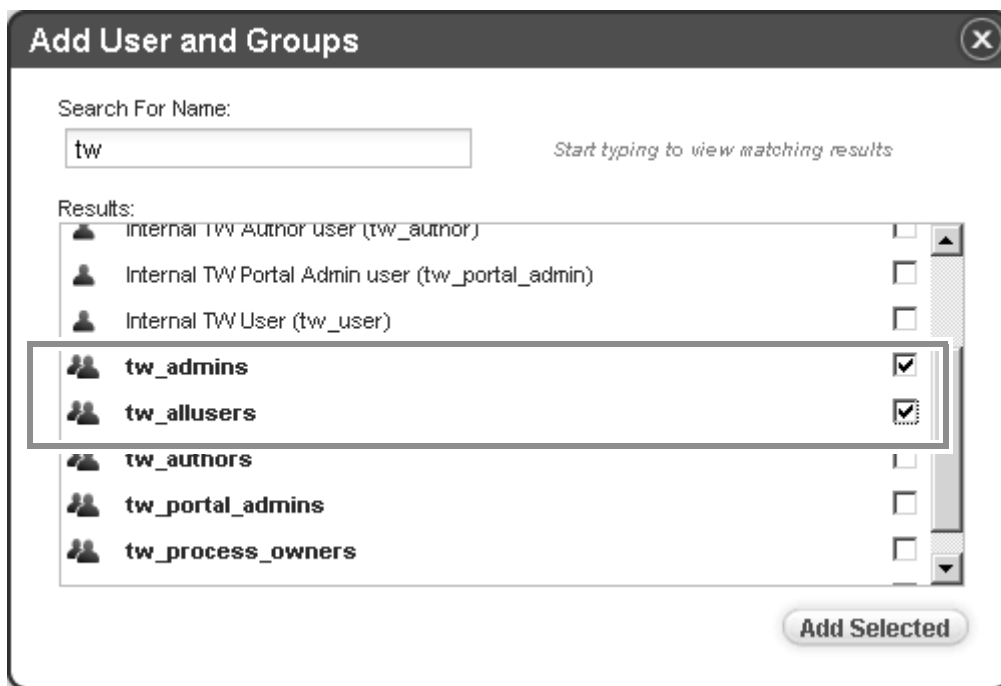 Add User and Groups
Search For Name:
tw
Start typing to view matching results
Results:
Internal TW Author user (tw_author)
Internal TW Portal Admin user (tw_portal_admin)
Internal TW User (tw_user)
tw_admins
tw_allusers
tw_authors
tw_portal_admins
tw_process_owners
Add Selected